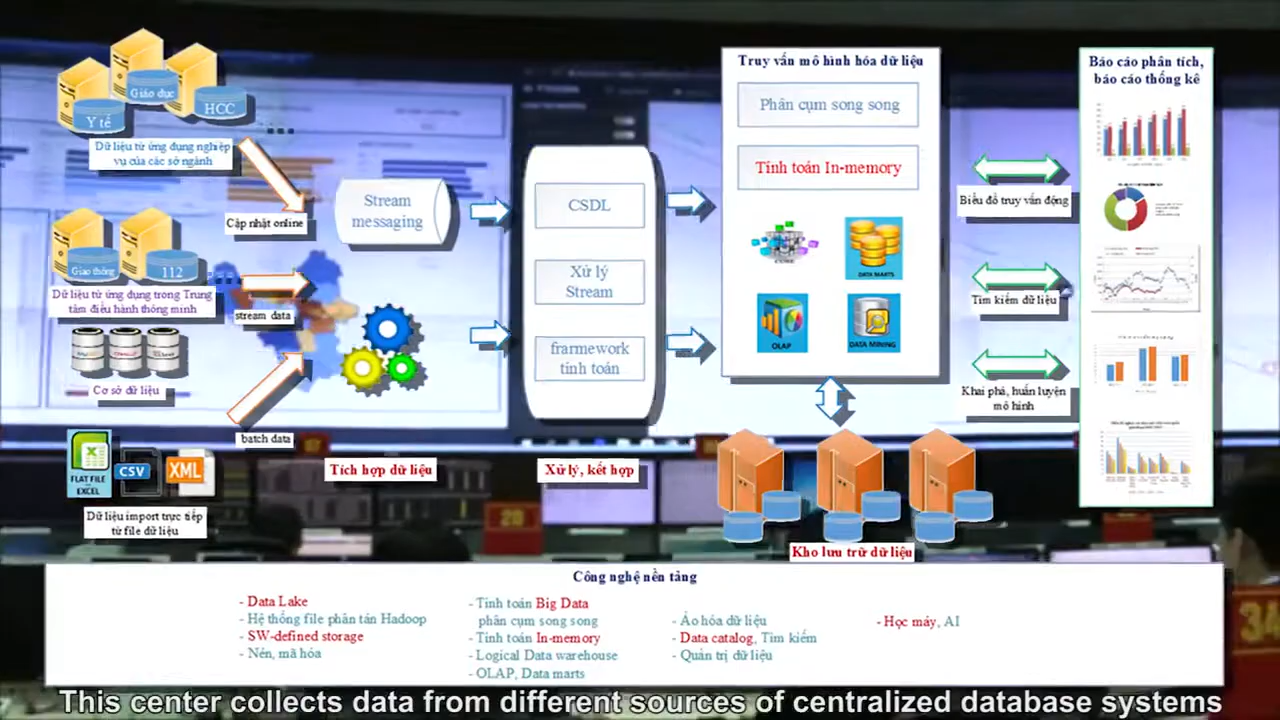 Giáo dục
HCC
Y tế
Dữ liệu từ ứng dụng nghiệp
vụ của các sở ngành
Cập nhật online
Giao thông
112
Dữ liệu từ ứng dụng trong Trung
tâm điều hành thông minh
stream data
Cơ sở dữ liệu
batch data
FLAT FILE
EXCEL
CSV
XML
Dữ liệu import trực tiếp
từ file dữ liệu
Stream
messaging
Tích hợp dữ liệu
CSDL
Xử lý
Stream
framework
tính toán
Xử lý, kết hợp
Truy vấn mô hình hóa dữ liệu
Phân cụm song song
Tính toán In-memory
CUBE
DATA MARTS
OLAP
DATA MINING
Kho lưu trữ dữ liệu
Biểu đồ truy vấn động
Tìm kiếm dữ liệu
Khai phá, huấn luyện
mô hình
Báo cáo phân tích,
báo cáo thống kê
Công nghệ nền tảng
- Data Lake
- Hệ thống file phân tán Hadoop
- SW-defined storage
- Nén, mã hóa
- Tính toán Big Data
phân cụm song song
- Tính toán In-memory
- Logical Data warehouse
- OLAP, Data marts
- Ảo hóa dữ liệu
- Data catalog, Tìm kiếm
- Quản trị dữ liệu
- Học máy, AI
20
34
This center collects data from different sources of centralized database systems